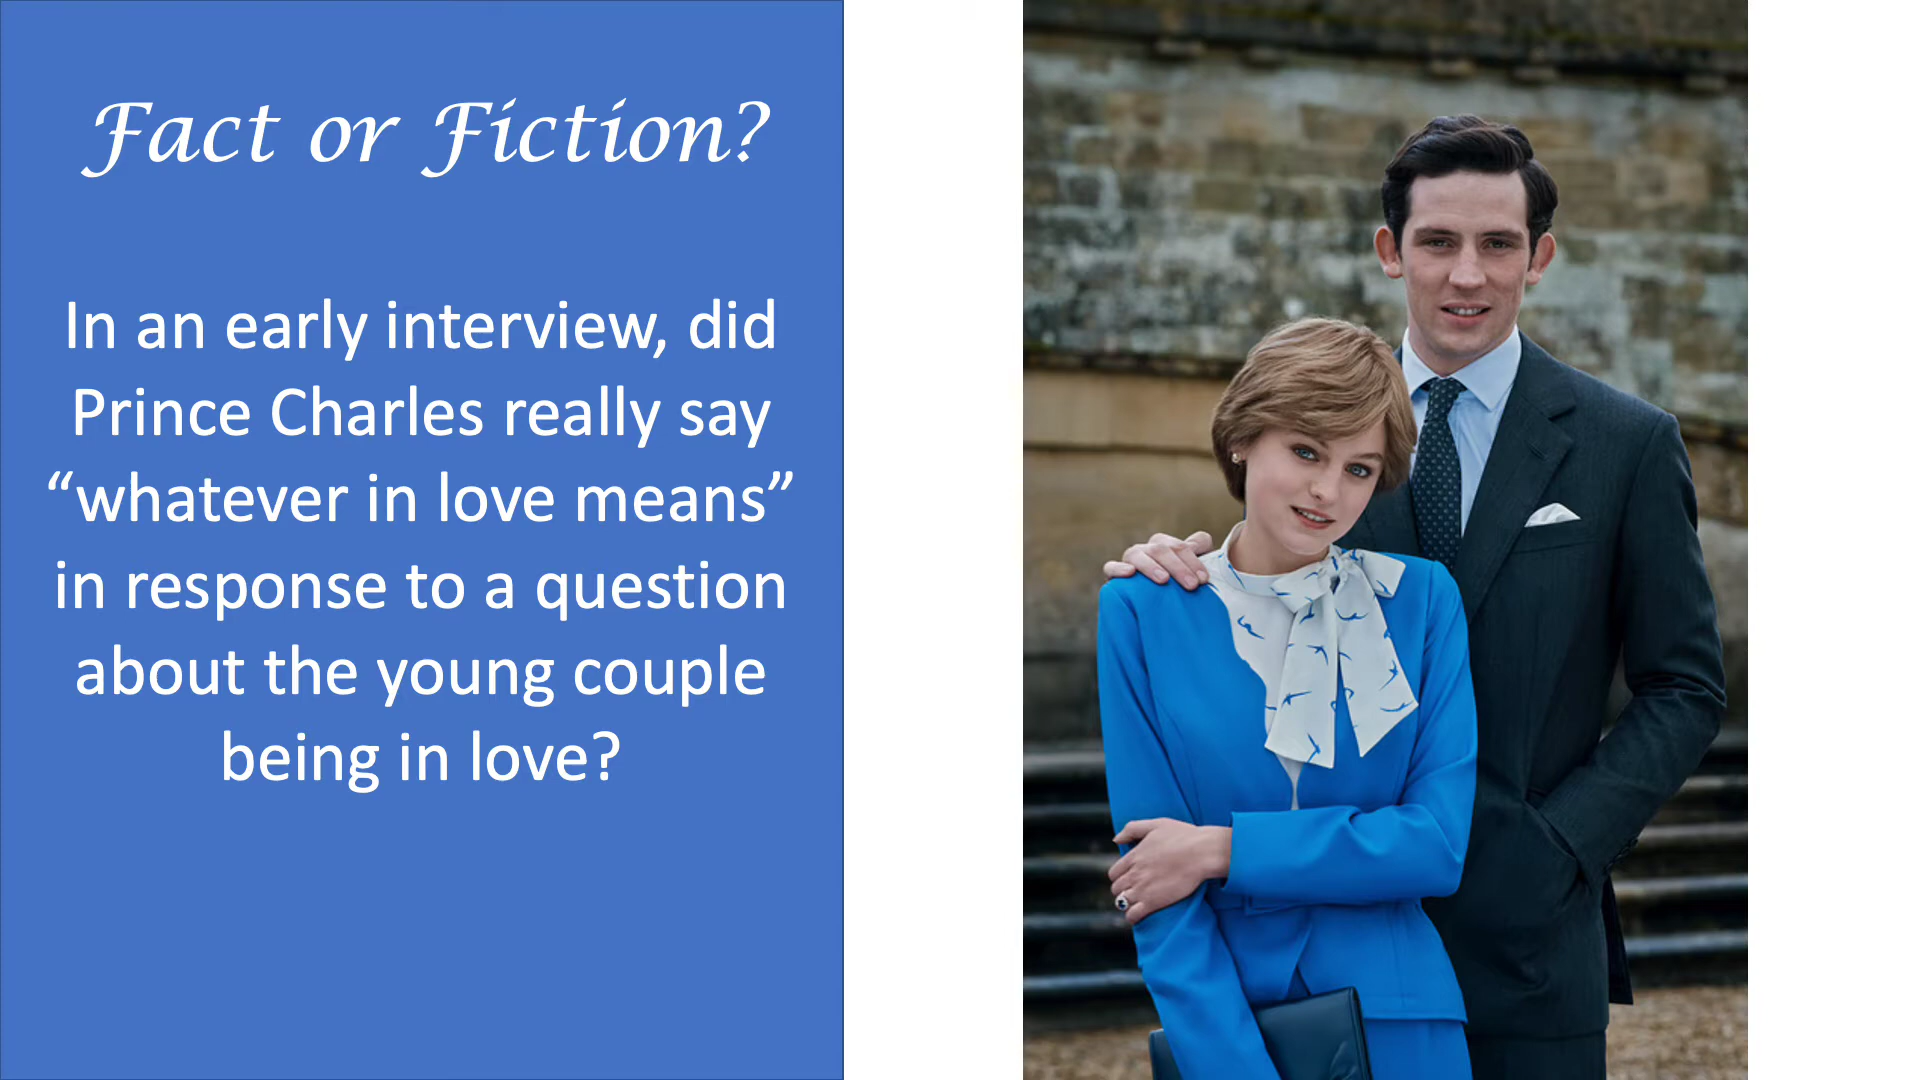 Fact or Fiction?
In an early interview, did
Prince Charles really say
“whatever in love means”
in response to a question
about the young couple
being in love?